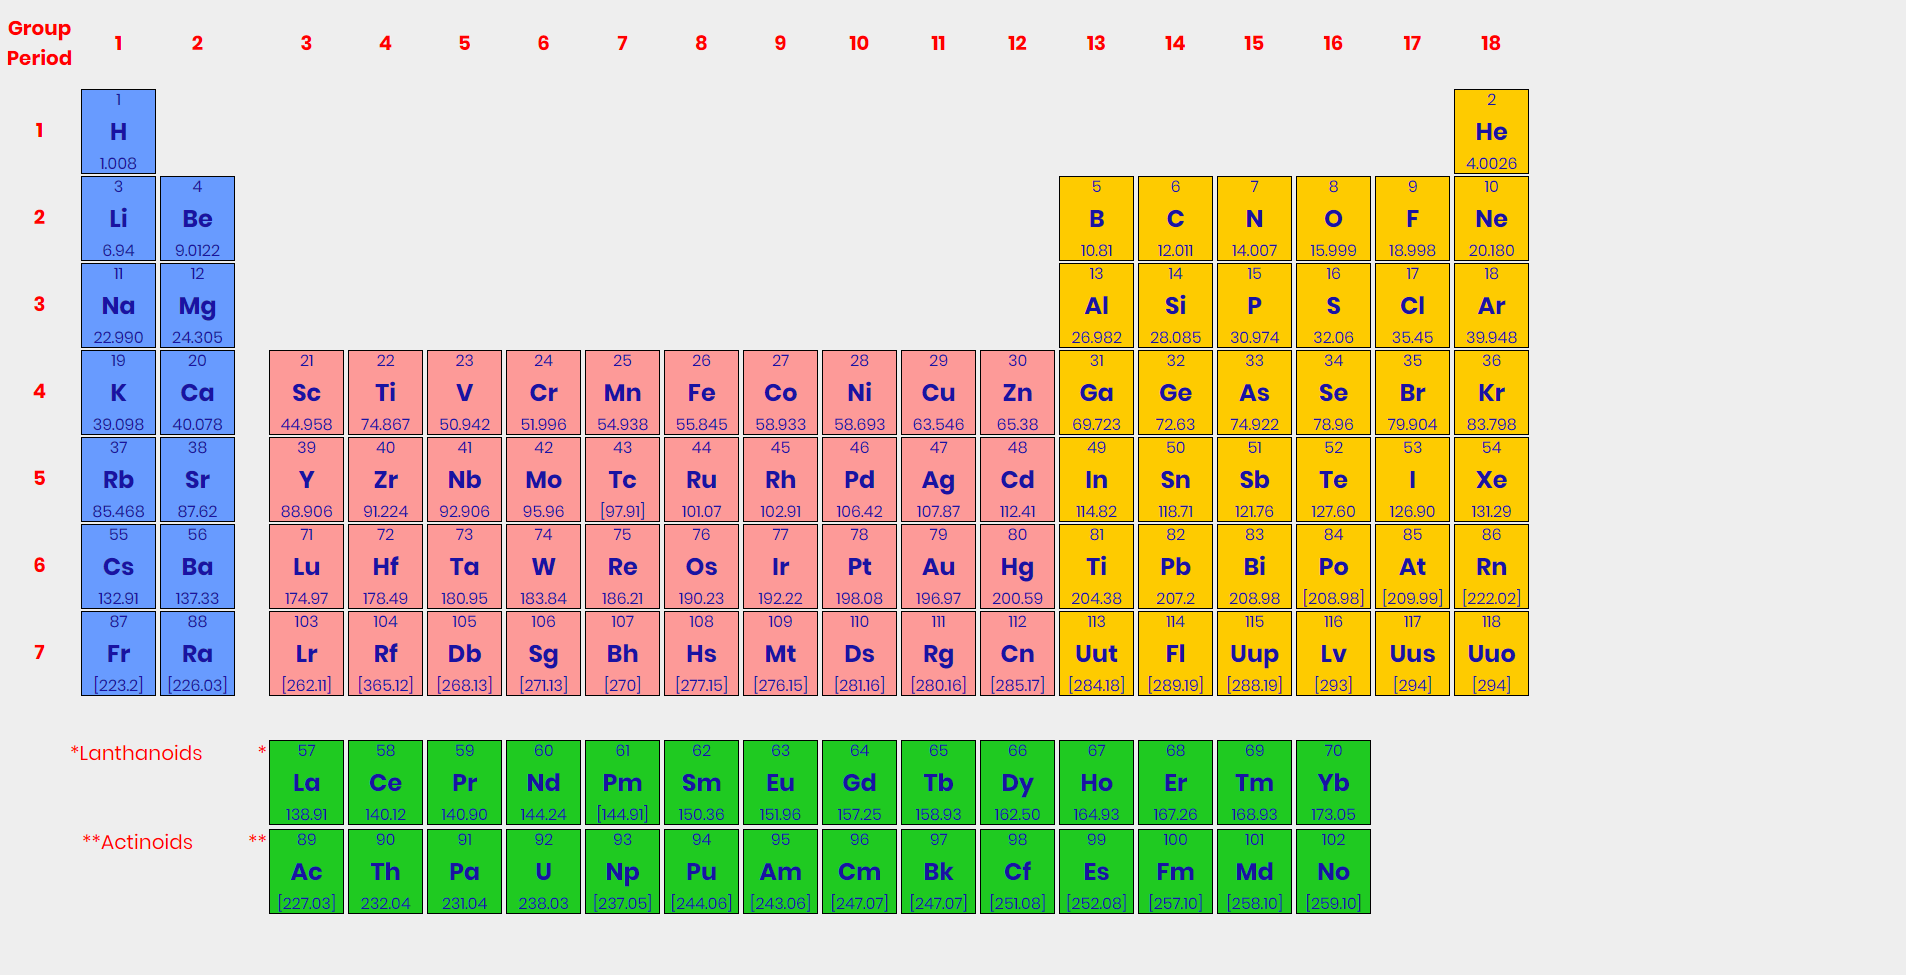 Group
Period
1 2 3 4 5 6 7 8 9 10 11 12 13 14 15 16 17 18
1
1 2
H He
1.008 4.0026
2
3 4 5 6 7 8 9 10
Li Be B C N O F Ne
6.94 9.0122 10.81 12.011 14.007 15.999 18.998 20.180
3
11 12 13 14 15 16 17 18
Na Mg Al Si P S Cl Ar
22.990 24.305 26.982 28.085 30.974 32.06 35.45 39.948
4
19 20 21 22 23 24 25 26 27 28 29 30 31 32 33 34 35 36
K Ca Sc Ti V Cr Mn Fe Co Ni Cu Zn Ga Ge As Se Br Kr
39.098 40.078 44.958 74.867 50.942 51.996 54.938 55.845 58.933 58.693 63.546 65.38 69.723 72.63 74.922 78.96 79.904 83.798
5
37 38 39 40 41 42 43 44 45 46 47 48 49 50 51 52 53 54
Rb Sr Y Zr Nb Mo Tc Ru Rh Pd Ag Cd In Sn Sb Te I Xe
85.468 87.62 88.906 91.224 92.906 95.96 [97.91] 101.07 102.91 106.42 107.87 112.41 114.82 118.71 121.76 127.60 126.90 131.29
6
55 56 71 72 73 74 75 76 77 78 79 80 81 82 83 84 85 86
Cs Ba Lu Hf Ta W Re Os Ir Pt Au Hg Ti Pb Bi Po At Rn
132.91 137.33 174.97 178.49 180.95 183.84 186.21 190.23 192.22 198.08 196.97 200.59 204.38 207.2 208.98 [208.98] [209.99] [222.02]
7
87 88 103 104 105 106 107 108 109 110 111 112 113 114 115 116 117 118
Fr Ra Lr Rf Db Sg Bh Hs Mt Ds Rg Cn Uut Fl Uup Lv Uus Uuo
[223.2] [226.03] [262.11] [365.12] [268.13] [271.13] [270] [277.15] [276.15] [281.16] [280.16] [285.17] [284.18] [289.19] [288.19] [293] [294] [294]
*Lanthanoids *
57 58 59 60 61 62 63 64 65 66 67 68 69 70
La Ce Pr Nd Pm Sm Eu Gd Tb Dy Ho Er Tm Yb
138.91 140.12 140.90 144.24 [144.91] 150.36 151.96 157.25 158.93 162.50 164.93 167.26 168.93 173.05
**Actinoids **
89 90 91 92 93 94 95 96 97 98 99 100 101 102
Ac Th Pa U Np Pu Am Cm Bk Cf Es Fm Md No
[227.03] 232.04 231.04 238.03 [237.05] [244.06] [243.06] [247.07] [247.07] [251.08] [252.08] [257.10] [258.10] [259.10]